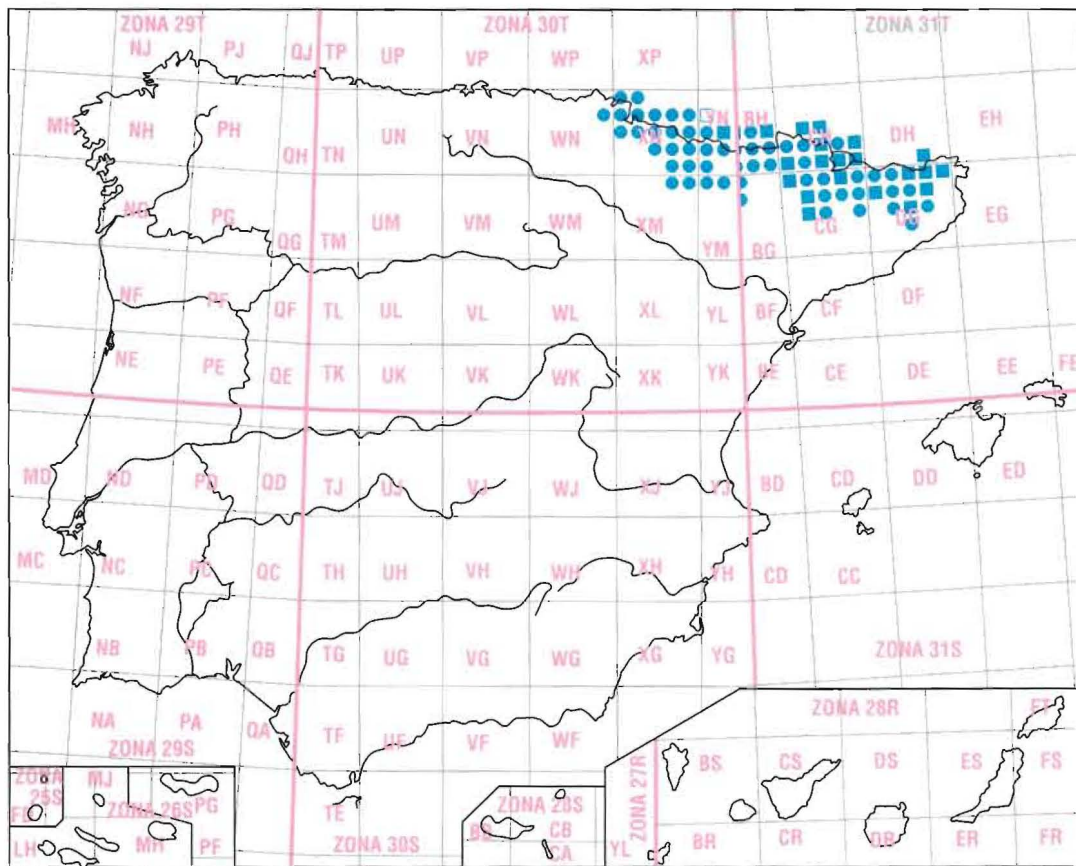 ZONA 29T ZONA 30T ZONA 31T
NJ PJ QJ TP UP VP WP XP
MH NH PH QH TN UN VN WN XN YN BH CH DH EH
NG PG QG TM UM VM WM XM YM BG CG DG EG
NF PF QF TL UL VL WL XL YL BF CF DF
NE PE QE TK UK VK WK XK YK BE CE DE EE FE
MD ND PD QD TJ UJ VJ WJ XJ YJ BD CD DD ED
MC NC PC QC TH UH VH WH XH YH CD CC
NB PB QB TG UG VG WG XG YG ZONA 31S
NA PA QA TF UF VF WF ZONA 28R FT
ZONA 29S
BS CS DS ES FS
ZONA 25S MJ ZONA 26S PG
ZONA 27R
TE ZONA 28S
LH MH PF ZONA 30S BB CB CA YL BR CR DB ER FR